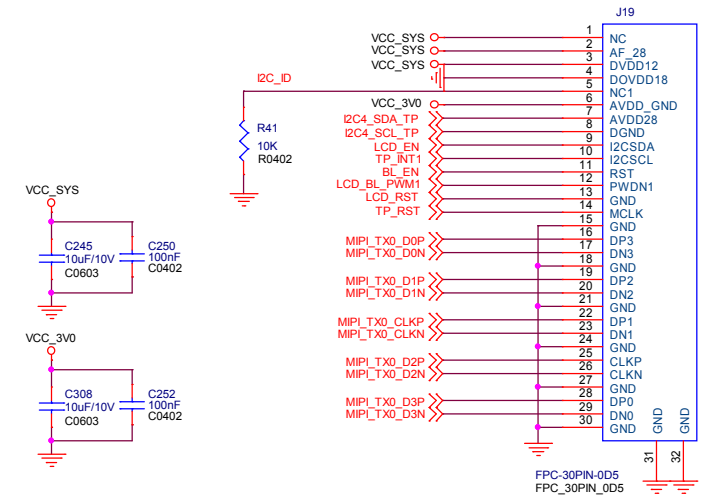 J19
VCC_SYS 1 NC
VCC_SYS 2 AF_28
VCC_SYS 3 DVDD12
4 DOVDD18
I2C_ID 5 NC1
VCC_3V0 6 AVDD_GND
I2C4_SDA_TP 7 AVDD28
I2C4_SCL_TP 8 DGND
LCD_EN 9 I2CSDA
TP_INT1 10 I2CSCL
BL_EN 11 RST
LCD_BL_PWM1 12 PWDN1
LCD_RST 13 GND
TP_RST 14 MCLK
15 GND
MIPI_TX0_D0P 16 DP3
MIPI_TX0_D0N 17 DN3
18 GND
MIPI_TX0_D1P 19 DP2
MIPI_TX0_D1N 20 DN2
21 GND
MIPI_TX0_CLKP 22 DP1
MIPI_TX0_CLKN 23 DN1
24 GND
MIPI_TX0_D2P 25 CLKP
MIPI_TX0_D2N 26 CLKN
27 GND
MIPI_TX0_D3P 28 DP0
MIPI_TX0_D3N 29 DN0
30 GND
GND GND
31 32
FPC-30PIN-0D5
FPC_30PIN_0D5
R41
10K
R0402
VCC_SYS
C245 C250
10uF/10V 100nF
C0603 C0402
VCC_3V0
C308 C252
10uF/10V 100nF
C0603 C0402